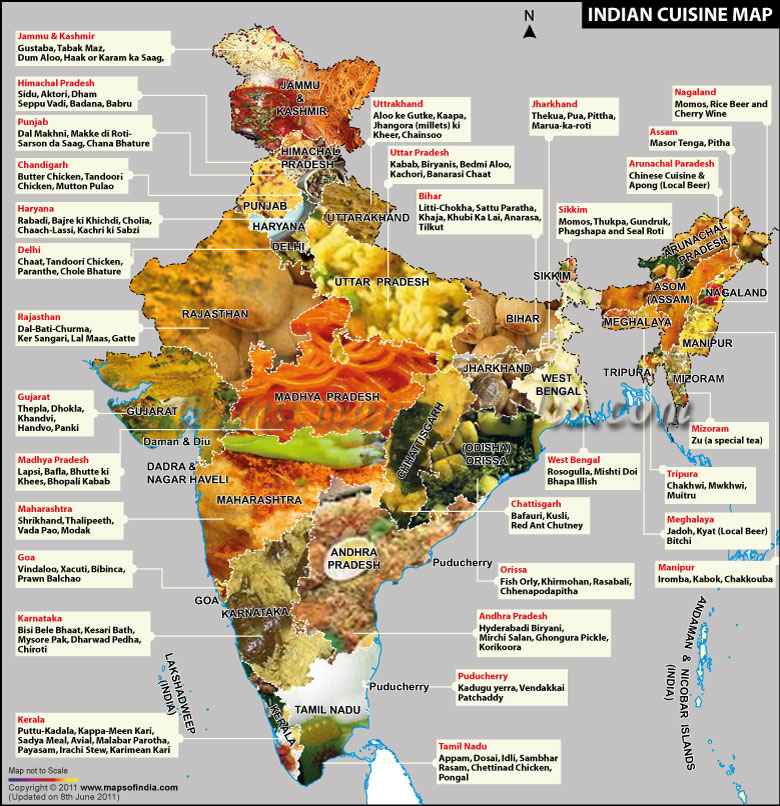 INDIAN CUISINE MAP
N
Jammu & Kashmir
Gustaba, Tabak Maz,
Dum Aloo, Haak or Karam ka Saag,
Himachal Pradesh
Sidu, Aktori, Dham
Seppu Vadi, Badana, Babru
Punjab
Dal Makhni, Makke di Roti-
Sarson da Saag, Chana Bhature
Chandigarh
Butter Chicken, Tandoori
Chicken, Mutton Pulao
Haryana
Rabadi, Bajre ki Khichdi, Cholia,
Chaach-Lassi, Kachri ki Sabzi
Delhi
Chaat, Tandoori Chicken,
Paranthe, Chole Bhature
Rajasthan
Dal-Bati-Churma,
Ker Sangari, Lal Maas, Gatte
Gujarat
Thepla, Dhokla,
Khandvi,
Handvo, Panki
Madhya Pradesh
Lapsi, Bafla, Bhutte ki
Khees, Bhopali Kabab
Maharashtra
Shrikhand, Thalipeeth,
Vada Pao, Modak
Goa
Vindaloo, Xacuti, Bibinca,
Prawn Balchao
Karnataka
Bisi Bele Bhaat, Kesari Bath,
Mysore Pak, Dharwad Pedha,
Chiroti
Kerala
Puttu-Kadala, Kappa-Meen Kari,
Sadya Meal, Avial, Malabar Parotha,
Payasam, Irachi Stew, Karimean Kari
Uttrakhand
Aloo ke Gutke, Kaapa,
Jhangora (millets) ki
Kheer, Chainsoo
Uttar Pradesh
Kabab, Biryanis, Bedmi Aloo,
Kachori, Banarasi Chaat
Bihar
Litti-Chokha, Sattu Paratha,
Khaja, Khubi Ka Lai, Anarasa,
Tilkut
Jharkhand
Thekua, Pua, Pittha,
Marua-ka-roti
Sikkim
Momos, Thukpa, Gundruk,
Phagshapa and Seal Roti
Nagaland
Momos, Rice Beer and
Cherry Wine
Assam
Masor Tenga, Pitha
Arunachal Paradesh
Chinese Cuisine &
Apong (Local Beer)
Mizoram
Zu (a special tea)
Tripura
Chakhwi, Mwkhwi,
Muitru
Meghalaya
Jadoh, Kyat (Local Beer)
Bitchi
Manipur
Iromba, Kabok, Chakkouba
West Bengal
Rosogulla, Mishti Doi
Bhapa Illish
Chattisgarh
Bafauri, Kusli,
Red Ant Chutney
Orissa
Fish Orly, Khirmohan, Rasabali,
Chhenapodapitha
Andha Pradesh
Hyderabadi Biryani,
Mirchi Salan, Ghongura Pickle,
Korikoora
Puducherry
Kadugu yerra, Vendakkai
Patchaddy
Tamil Nadu
Appam, Dosai, Idli, Sambhar
Rasam, Chettinad Chicken,
Pongal
JAMMU
&
KASHMIR
HIMACHAL
PRADESH
PUNJAB
HARYANA
UTTARAKHAND
DELHI
UTTAR PRADESH
RAJASTHAN
BIHAR
SIKKIM
ARUNACHAL
PRADESH
ASOM
(ASSAM)
NAGALAND
MEGHALAYA
MANIPUR
TRIPURA
MIZORAM
JHARKHAND
WEST
BENGAL
MADHYA PRADESH
GUJARAT
Daman & Diu
DADRA &
NAGAR HAVELI
CHHATTISGARH
(ODISHA)
ORISSA
MAHARASHTRA
ANDHRA
PRADESH
Puducherry
GOA
KARNATAKA
Puducherry
TAMIL NADU
KERALA
LAKSHADWEEP
(INDIA)
ANDAMAN & NICOBAR ISLANDS
(INDIA)
.com
Map not to Scale
Copyright © 2011 www.mapsofindia.com
(Updated on 8th June 2011)